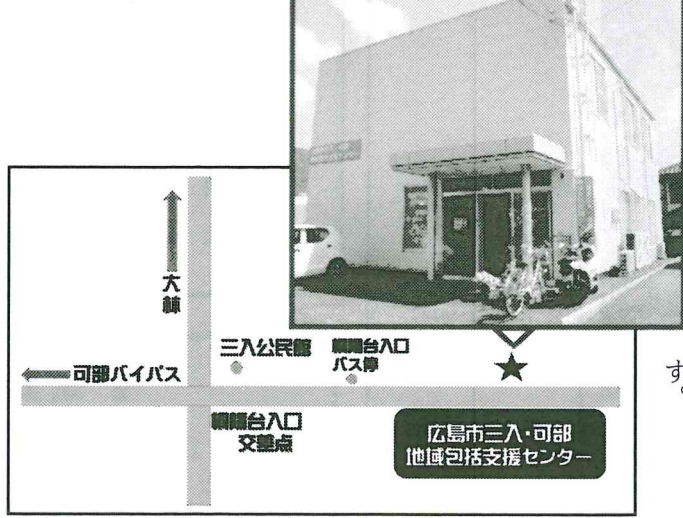 大
林
三入公民館
桐陽台入口
バス停
可部バイパス
桐陽台入口
交差点
広島市三入・可部
地域包括支援センター
す。